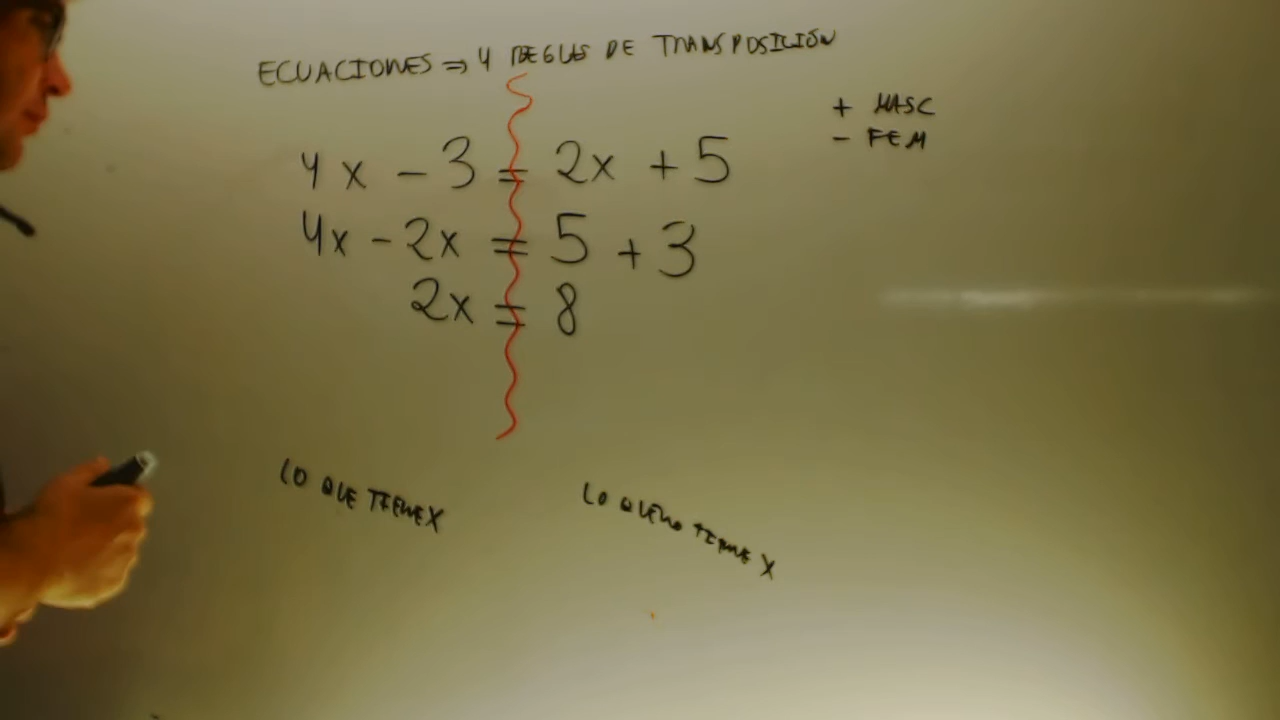 ECUACIONES ⇒ 4 REGLAS DE TRANSPOSICIÓN
+ MASC
- FEM
4x - 3 = 2x + 5
4x - 2x = 5 + 3
2x = 8
LO QUE TIENE X
LO QUE NO TIENE X